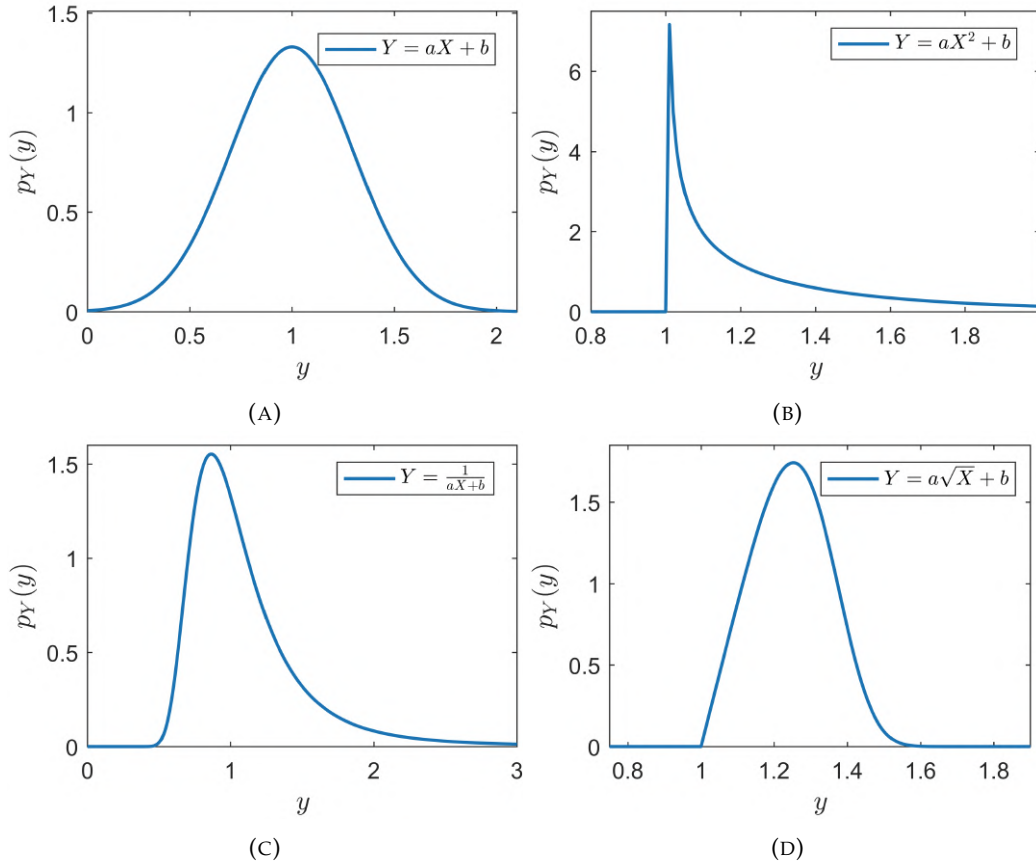 1.5
1
0.5
0
p_Y(y)
Y = aX + b
0 0.5 1 1.5 2
y
(A)
6
4
2
0
p_Y(y)
Y = aX² + b
0.8 1 1.2 1.4 1.6 1.8
y
(B)
1.5
1
0.5
0
p_Y(y)
Y = 1/(aX+b)
0 1 2 3
y
(C)
1.5
1
0.5
0
p_Y(y)
Y = a√X + b
0.8 1 1.2 1.4 1.6 1.8
y
(D)